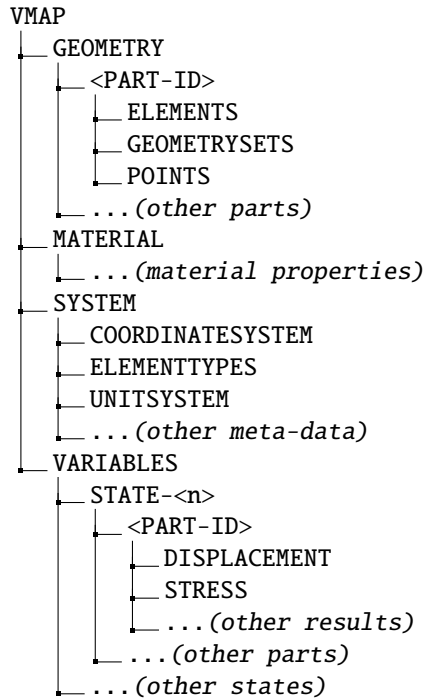 VMAP
GEOMETRY
<PART-ID>
ELEMENTS
GEOMETRYSETS
POINTS
...(other parts)
MATERIAL
...(material properties)
SYSTEM
COORDINATESYSTEM
ELEMENTTYPES
UNITSYSTEM
...(other meta-data)
VARIABLES
STATE-<n>
<PART-ID>
DISPLACEMENT
STRESS
...(other results)
...(other parts)
...(other states)